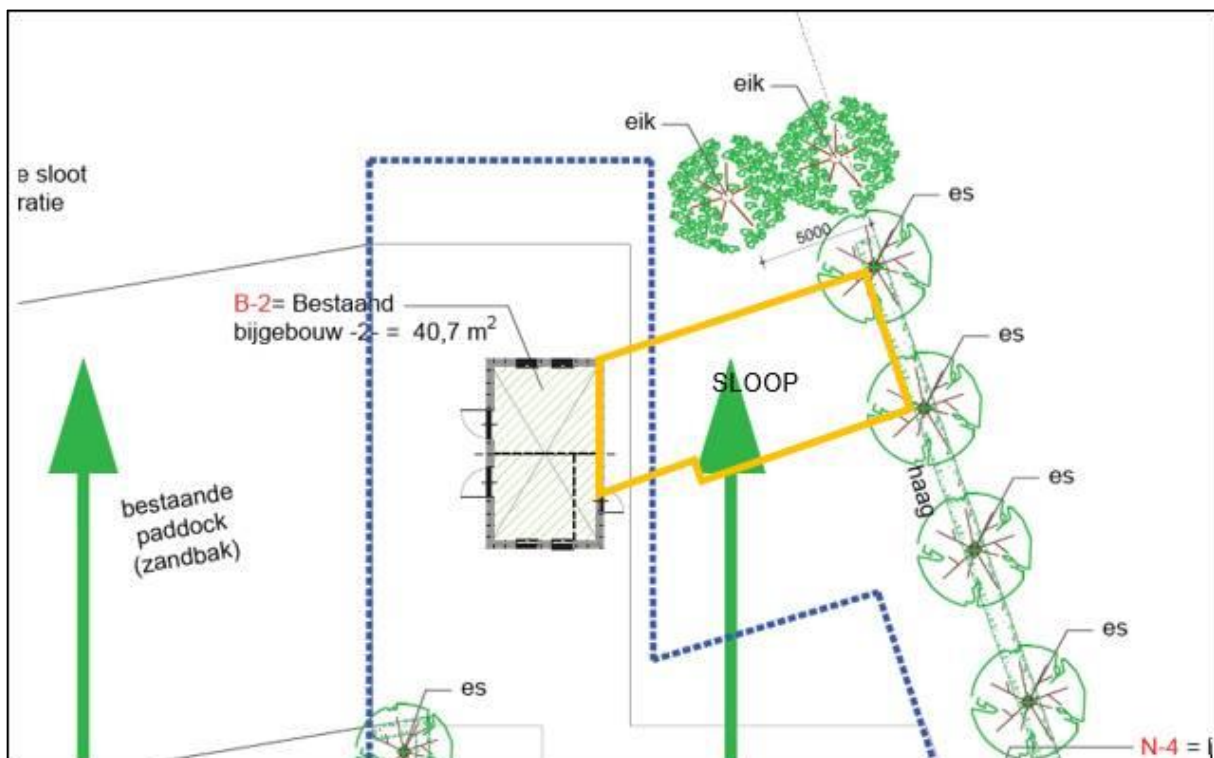 eik
eik
e sloot
ratie
es
5000
B-2= Bestaand
bijgebouw -2- = 40,7 m²
es
SLOOP
bestaande
paddock
(zandbak)
haag
es
es
es
N-4 =